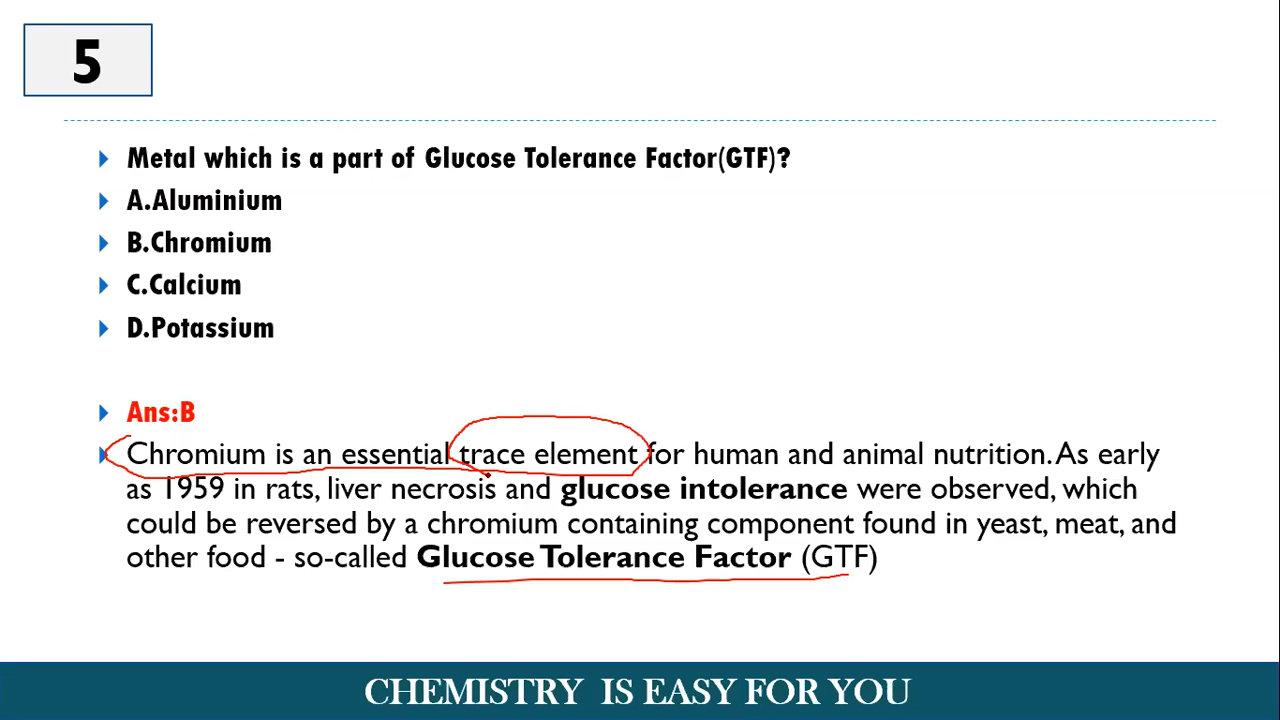 5
Metal which is a part of Glucose Tolerance Factor(GTF)?
A.Aluminium
B.Chromium
C.Calcium
D.Potassium
Ans:B
Chromium is an essential trace element for human and animal nutrition. As early
as 1959 in rats, liver necrosis and glucose intolerance were observed, which
could be reversed by a chromium containing component found in yeast, meat, and
other food - so-called Glucose Tolerance Factor (GTF)
CHEMISTRY IS EASY FOR YOU